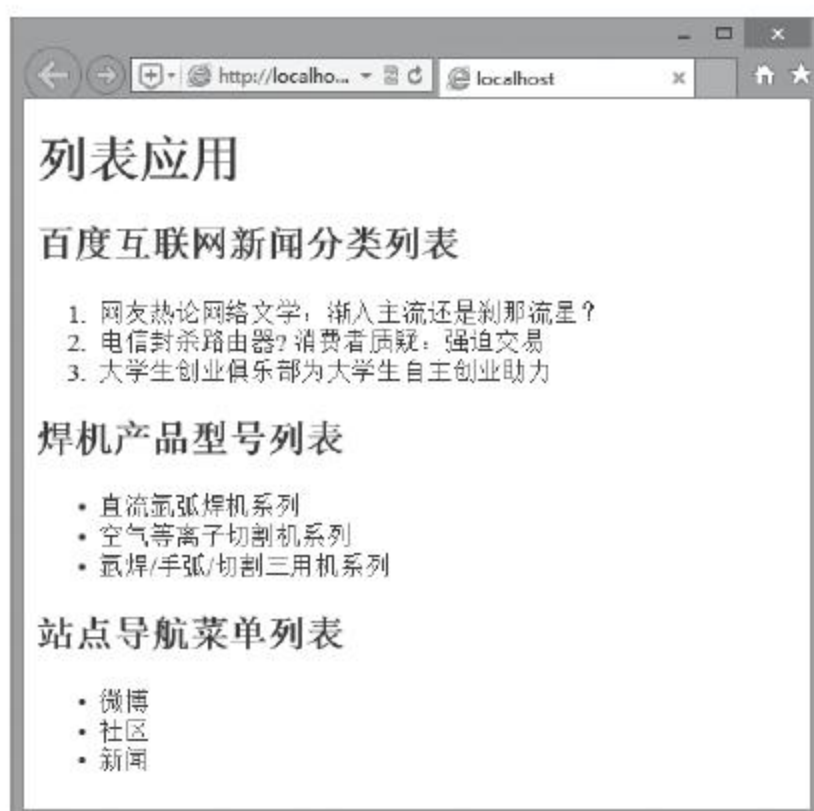 http://localho...
localhost
列表应用
百度互联网新闻分类列表
1. 网友热论网络文学：渐入主流还是刹那流星？
2. 电信封杀路由器?消费者质疑：强迫交易
3. 大学生创业俱乐部为大学生自主创业助力
焊机产品型号列表
• 直流氩弧焊机系列
• 空气等离子切割机系列
• 氩焊/手弧/切割三用机系列
站点导航菜单列表
• 微博
• 社区
• 新闻